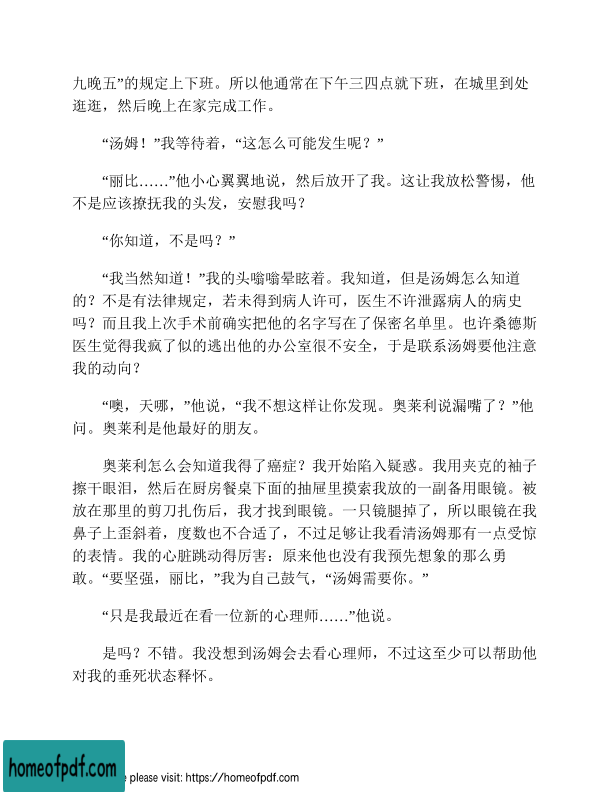 九晚五”的规定上下班。所以他通常在下午三四点就下班，在城里到处
逛逛，然后晚上在家完成工作。
“汤姆！”我等待着，“这怎么可能发生呢？”
“丽比……”他小心翼翼地说，然后放开了我。这让我放松警惕，他
不是应该撩抚我的头发，安慰我吗？
“你知道，不是吗？”
“我当然知道！”我的头嗡嗡晕眩着。我知道，但是汤姆怎么知道
的？不是有法律规定，若未得到病人许可，医生不许泄露病人的病史
吗？而且我上次手术前确实把他的名字写在了保密名单里。也许桑德斯
医生觉得我疯了似的逃出他的办公室很不安全，于是联系汤姆要他注意
我的动向？
“噢，天哪，”他说，“我不想这样让你发现。奥莱利说漏嘴了？”他
问。奥莱利是他最好的朋友。
奥莱利怎么会知道我得了癌症？我开始陷入疑惑。我用夹克的袖子
擦干眼泪，然后在厨房餐桌下面的抽屉里摸索我放的一副备用眼镜。被
放在那里的剪刀扎伤后，我才找到眼镜。一只镜腿掉了，所以眼镜在我
鼻子上歪斜着，度数也不合适了，不过足够让我看清汤姆那有一点受惊
的表情。我的心脏跳动得厉害：原来他也没有我预先想象的那么勇
敢。“要坚强，丽比，”我为自己鼓气，“汤姆需要你。”
“只是我最近在看一位新的心理师……”他说。
是吗？不错。我没想到汤姆会去看心理师，不过这至少可以帮助他
对我的垂死状态释怀。
homeofpdf.com
e please visit: https://homeofpdf.com